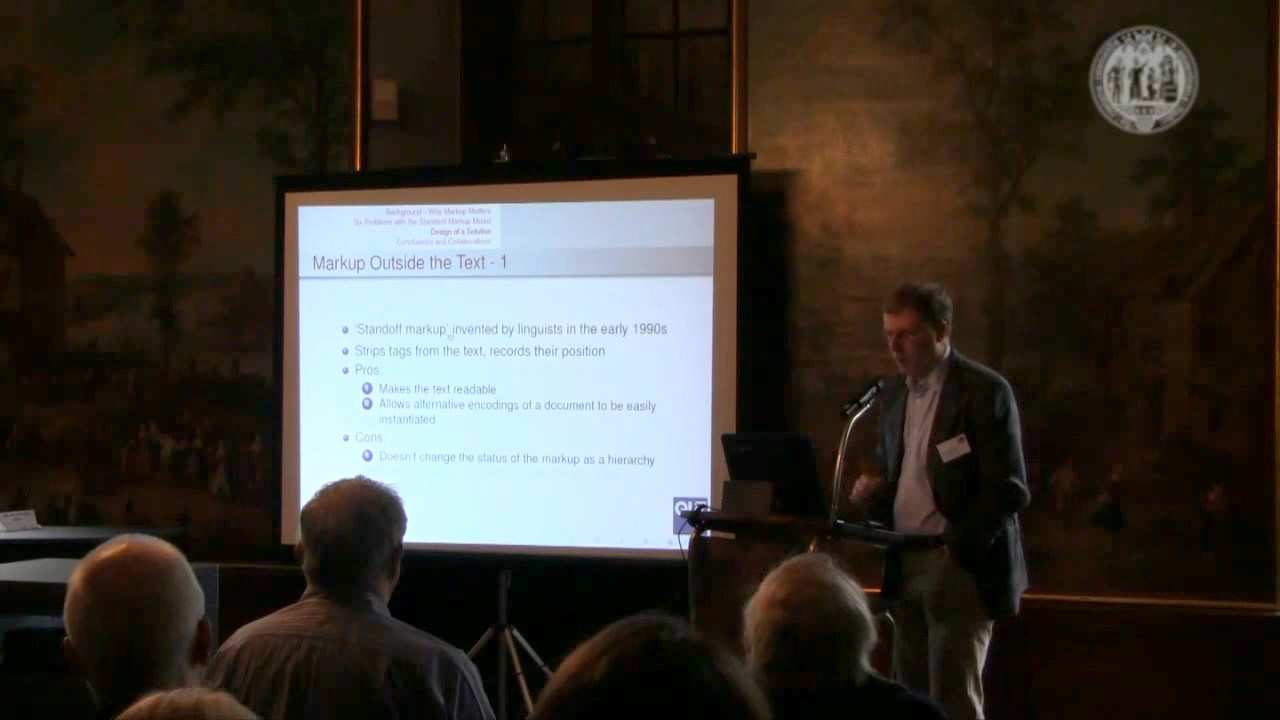 Background – Why Markup Matters
Six Problems with the Standard Markup Model
Design of a Solution
Conclusions and Collaborations
Markup Outside the Text - 1
'Standoff markup' invented by linguists in the early 1990s
Strips tags from the text, records their position
Pros:
1 Makes the text readable
2 Allows alternative encodings of a document to be easily
instantiated
Cons:
1 Doesn't change the status of the markup as a hierarchy